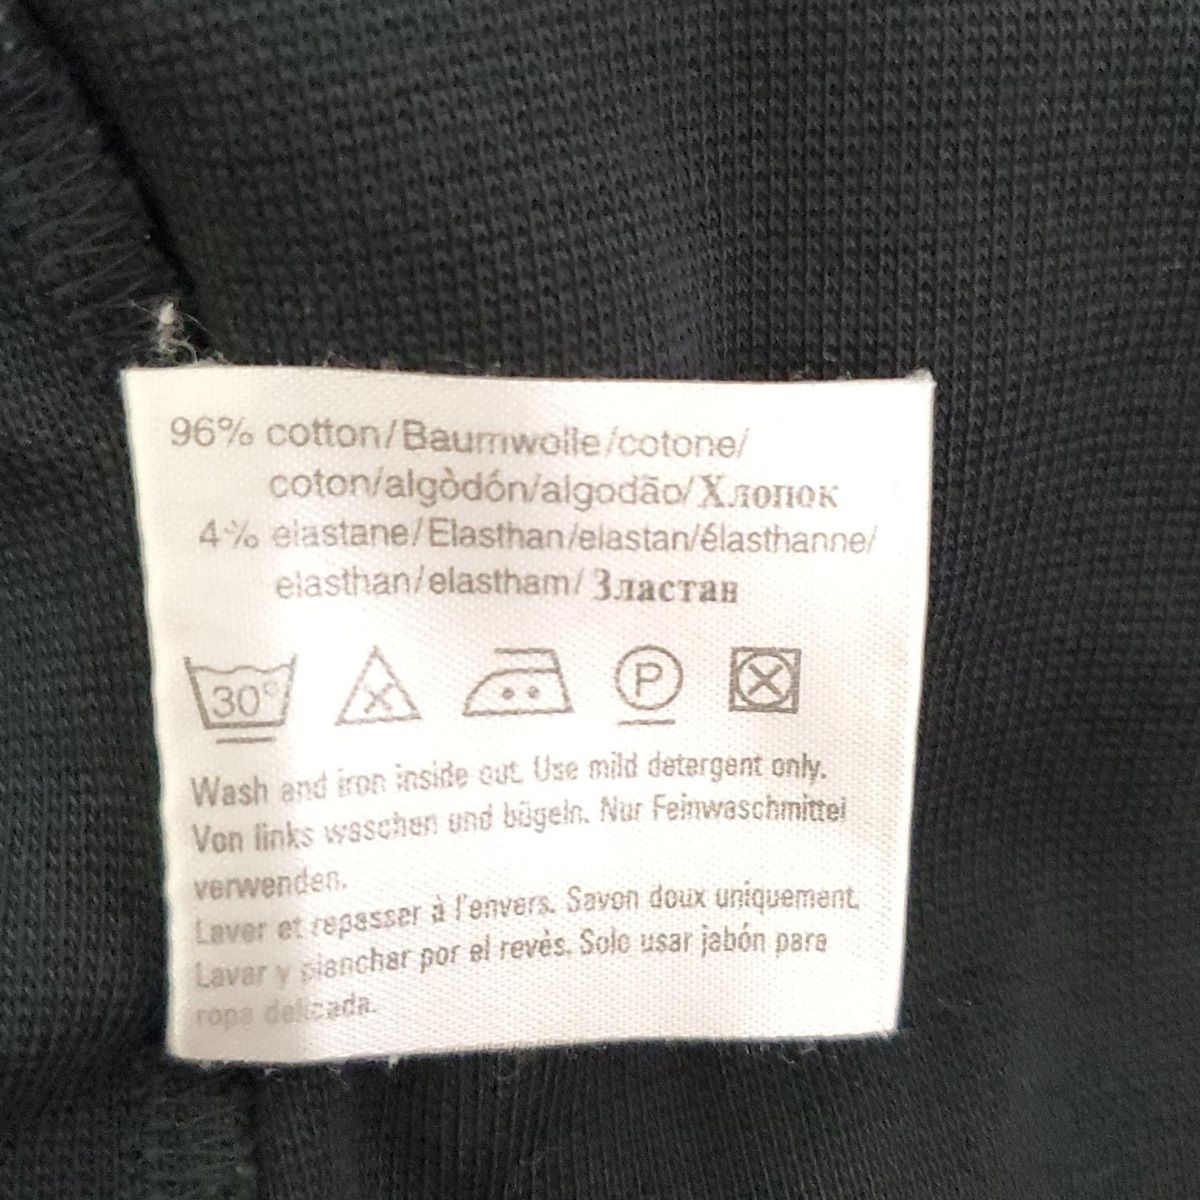 96% cotton/Baumwolle/cotone/
coton/algòdón/algodão/Хлопок
4% elastane/Elasthan/elastan/élasthanne/
elasthan/elastham/Зластан
30° P
Wash and iron inside out. Use mild detergent only.
Von links waschen und bügeln. Nur Feinwaschmittel
verwenden.
Laver et repasser à l'envers. Savon doux uniquement.
Lavar y planchar por el revès. Solo usar jabón para
ropa delicada.